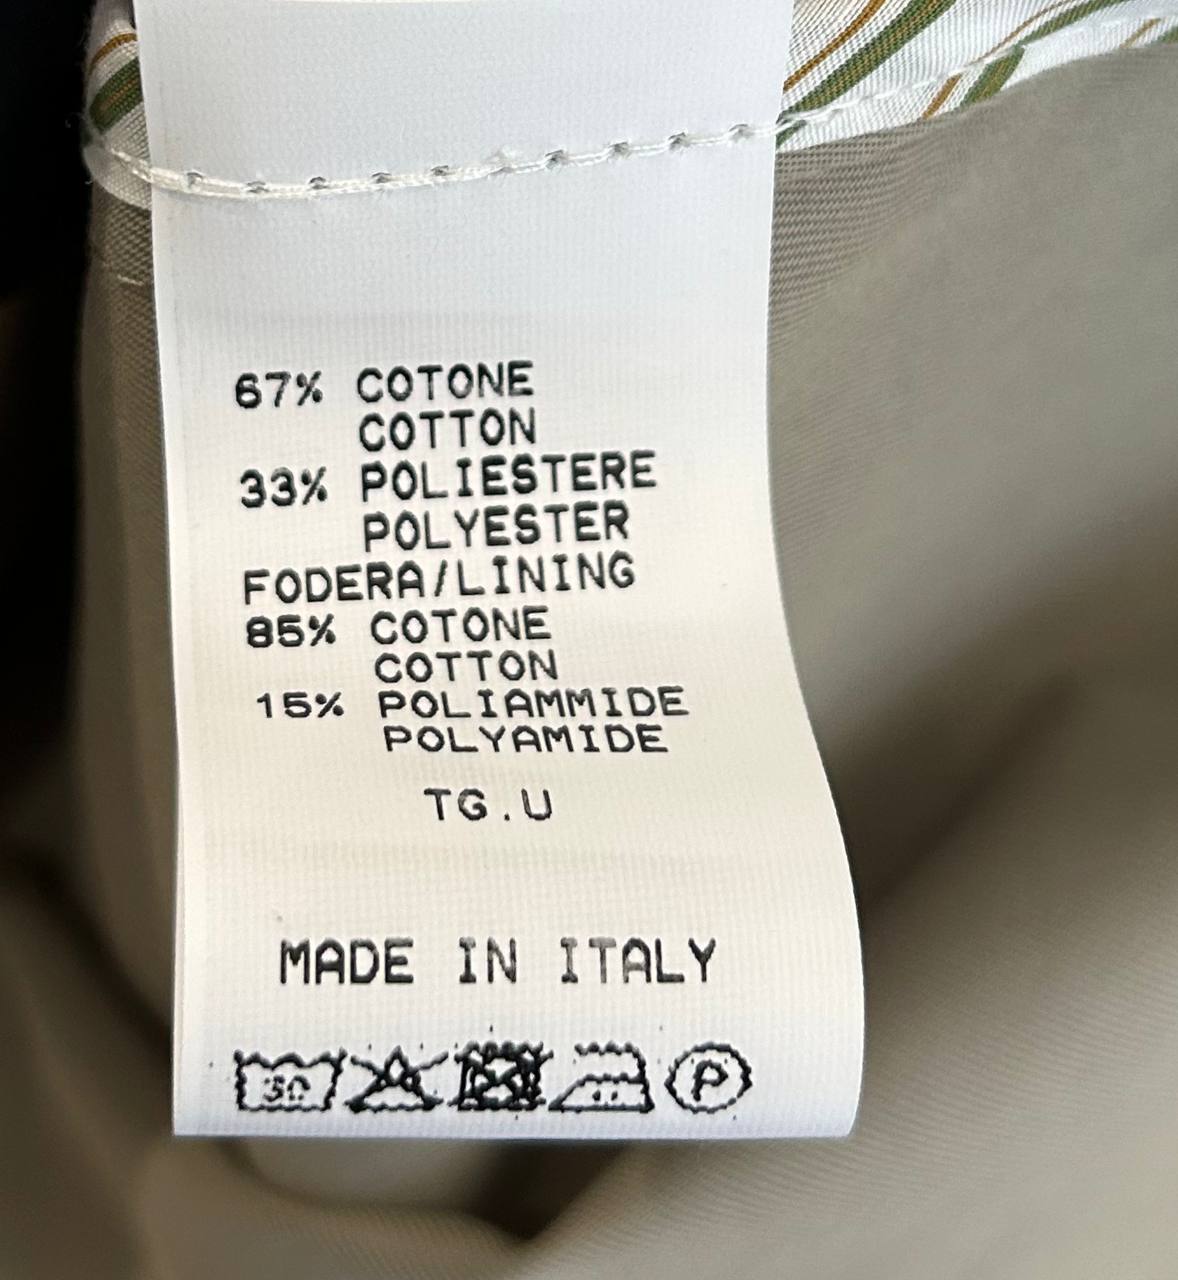 67% COTONE
COTTON
33% POLIESTERE
POLYESTER
FODERA/LINING
85% COTONE
COTTON
15% POLIAMMIDE
POLYAMIDE
TG.U
MADE IN ITALY
30 P